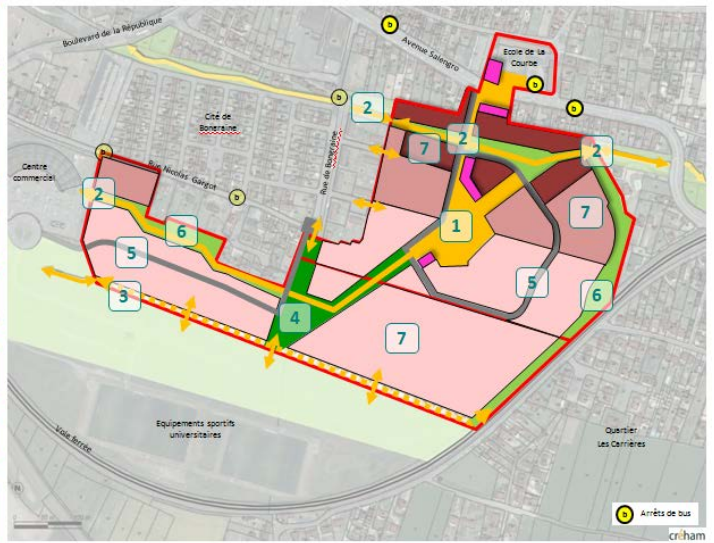 Boulevard de la République
Avenue Salengro
Ecole de La
Courbe
b
b
b
b
b
b
Cité de
Bongraine
Rue de Bongraine
Rue Nicolas Gargot
Centre
commercial
2
2
2
7
7
2
6
1
5
5
6
3
4
7
Equipements sportifs
universitaires
Voie ferrée
Quartier
Les Carrières
N
b Arrêts de bus
créham